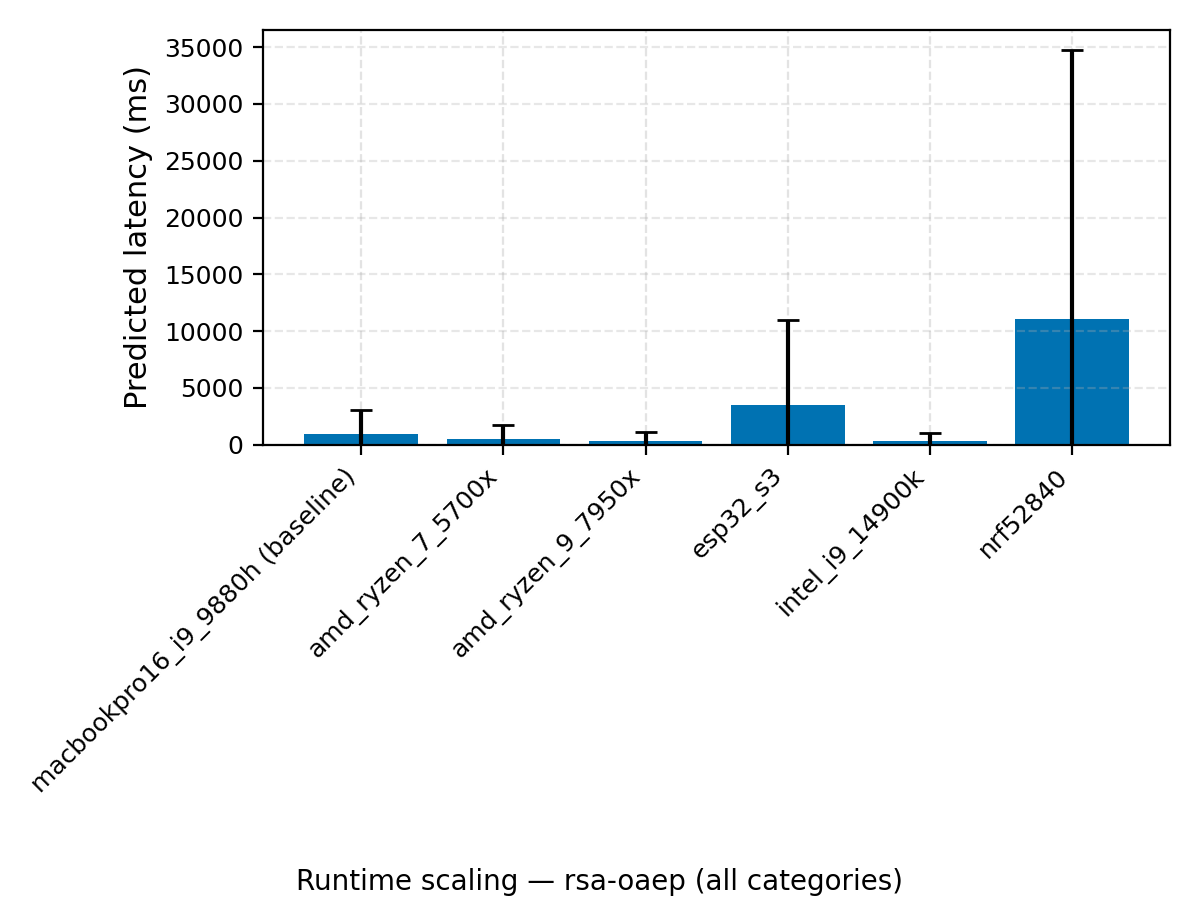 35000
30000
25000
20000
15000
10000
5000
0
Predicted latency (ms)
macbookpro16_i9_9880h (baseline)
amd_ryzen_7_5700x
amd_ryzen_9_7950x
esp32_s3
intel_i9_14900k
nrf52840
Runtime scaling — rsa-oaep (all categories)